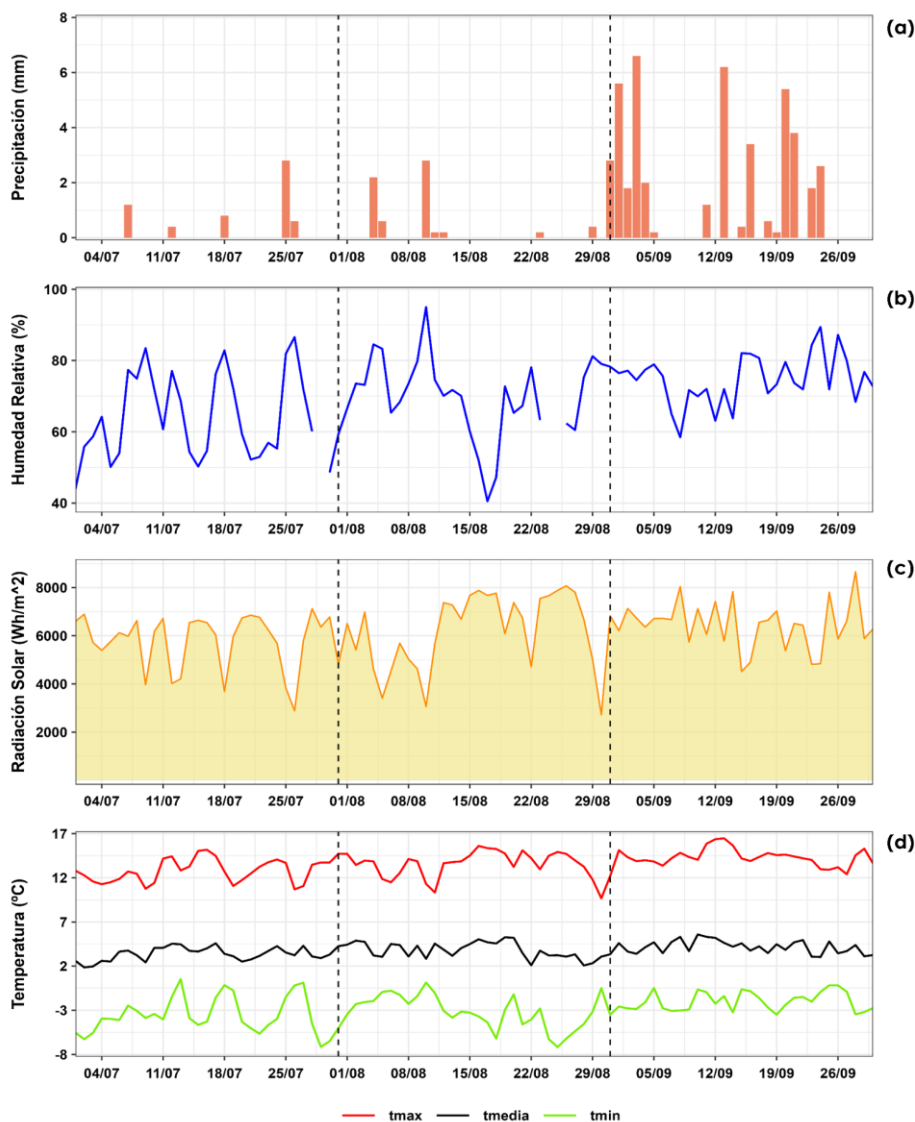 (a)
Precipitación (mm)
8
6
4
2
0
04/07 11/07 18/07 25/07 01/08 08/08 15/08 22/08 29/08 05/09 12/09 19/09 26/09
(b)
Humedad Relativa (%)
100
80
60
40
04/07 11/07 18/07 25/07 01/08 08/08 15/08 22/08 29/08 05/09 12/09 19/09 26/09
(c)
Radiación Solar (Wh/m^2)
8000
6000
4000
2000
04/07 11/07 18/07 25/07 01/08 08/08 15/08 22/08 29/08 05/09 12/09 19/09 26/09
(d)
Temperatura (ºC)
17
12
7
2
-3
-8
04/07 11/07 18/07 25/07 01/08 08/08 15/08 22/08 29/08 05/09 12/09 19/09 26/09
tmax tmedia tmin